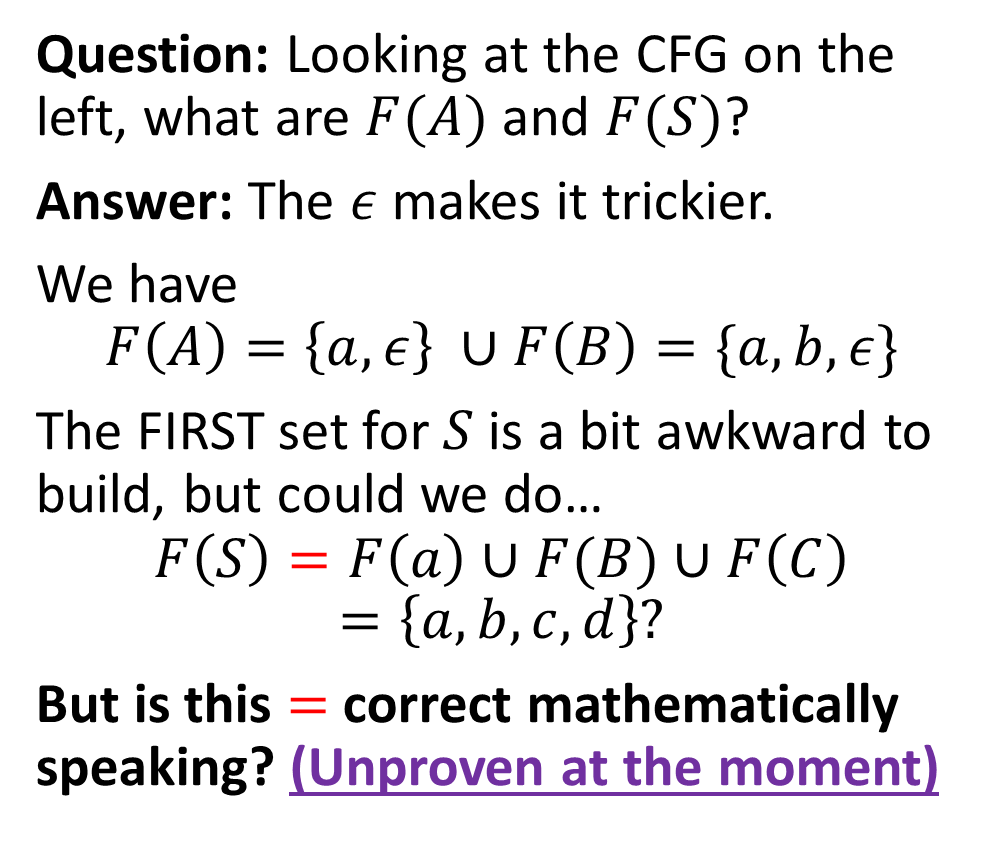 Question: Looking at the CFG on the
left, what are F(A) and F(S)?
Answer: The ϵ makes it trickier.
We have
F(A) = {a, ϵ} ∪ F(B) = {a, b, ϵ}
The FIRST set for S is a bit awkward to
build, but could we do…
F(S) = F(a) ∪ F(B) ∪ F(C)
= {a, b, c, d}?
But is this = correct mathematically
speaking? (Unproven at the moment)